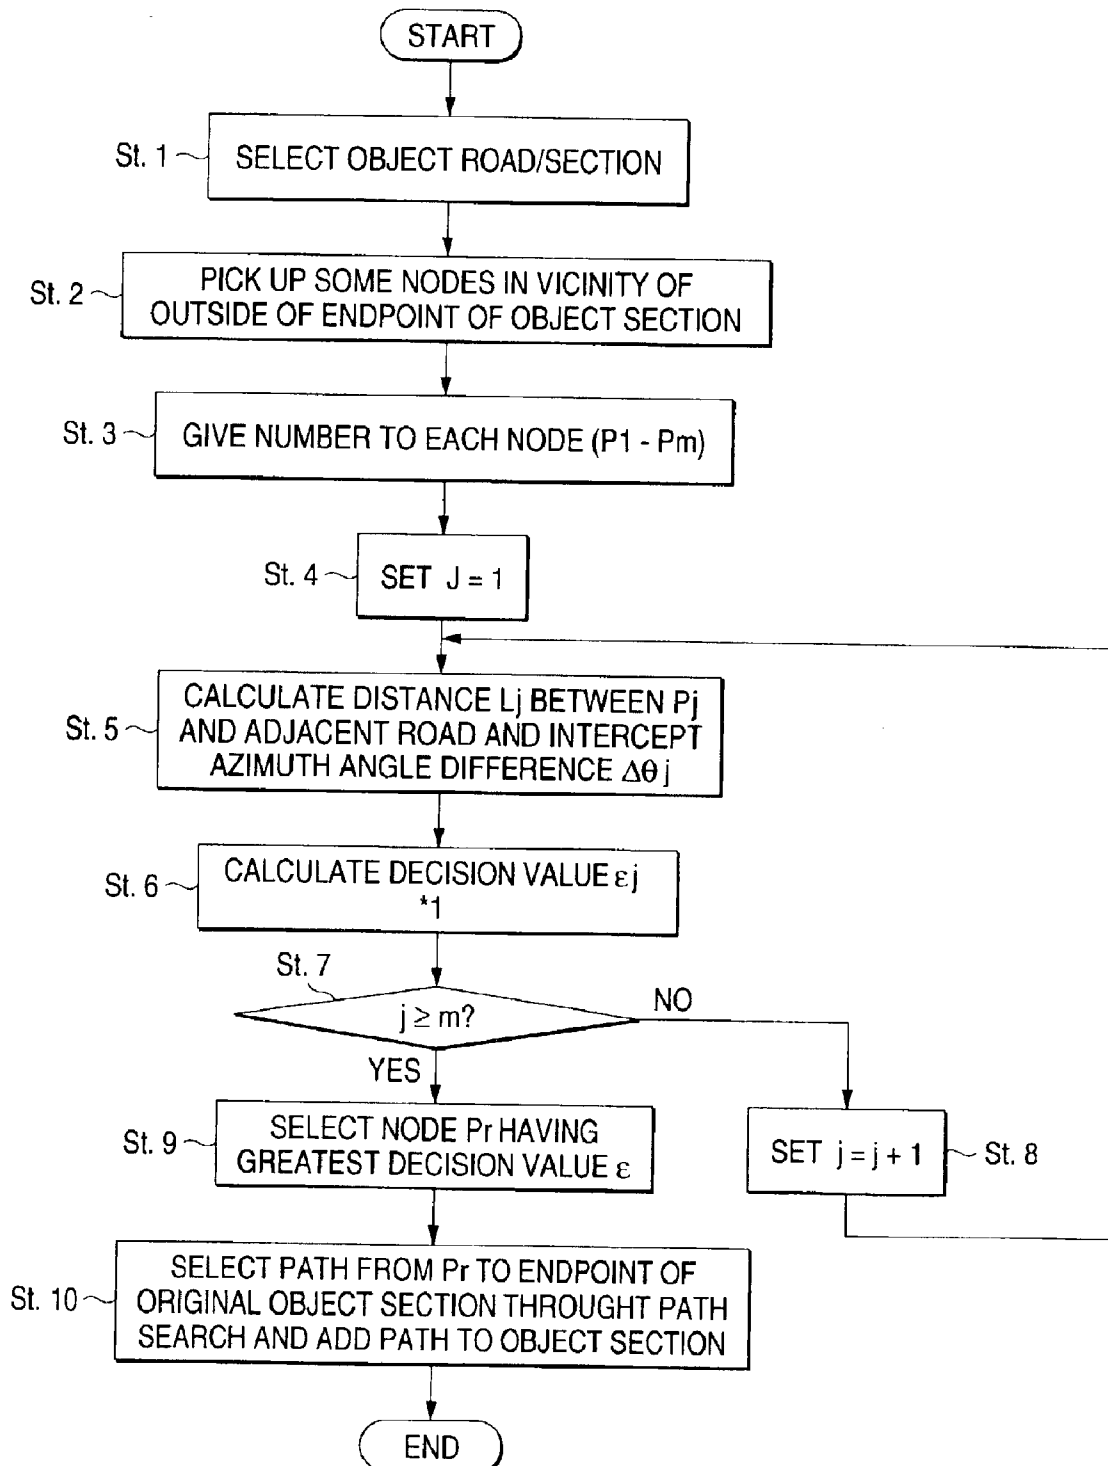 START
St. 1
SELECT OBJECT ROAD/SECTION
St. 2
PICK UP SOME NODES IN VICINITY OF
OUTSIDE OF ENDPOINT OF OBJECT SECTION
St. 3
GIVE NUMBER TO EACH NODE (P1 - Pm)
St. 4
SET J = 1
St. 5
CALCULATE DISTANCE Lj BETWEEN Pj
AND ADJACENT ROAD AND INTERCEPT
AZIMUTH ANGLE DIFFERENCE Δθ j
St. 6
CALCULATE DECISION VALUE ε j
*1
St. 7
j ≥ m?
NO
YES
St. 9
SELECT NODE Pr HAVING
GREATEST DECISION VALUE ε
SET j = j + 1
St. 8
St. 10
SELECT PATH FROM Pr TO ENDPOINT OF
ORIGINAL OBJECT SECTION THROUGHT PATH
SEARCH AND ADD PATH TO OBJECT SECTION
END